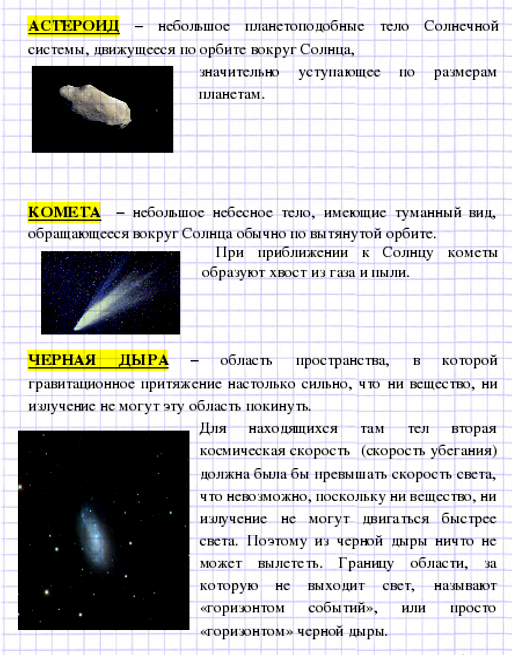 АСТЕРОИД – небольшое планетоподобные тело Солнечной
системы, движущееся по орбите вокруг Солнца,
значительно уступающее по размерам
планетам.
КОМЕТА – небольшое небесное тело, имеющие туманный вид,
обращающееся вокруг Солнца обычно по вытянутой орбите.
При приближении к Солнцу кометы
образуют хвост из газа и пыли.
ЧЕРНАЯ ДЫРА – область пространства, в которой
гравитационное притяжение настолько сильно, что ни вещество, ни
излучение не могут эту область покинуть.
Для находящихся там тел вторая
космическая скорость (скорость убегания)
должна была бы превышать скорость света,
что невозможно, поскольку ни вещество, ни
излучение не могут двигаться быстрее
света. Поэтому из черной дыры ничто не
может вылететь. Границу области, за
которую не выходит свет, называют
«горизонтом событий», или просто
«горизонтом» черной дыры.